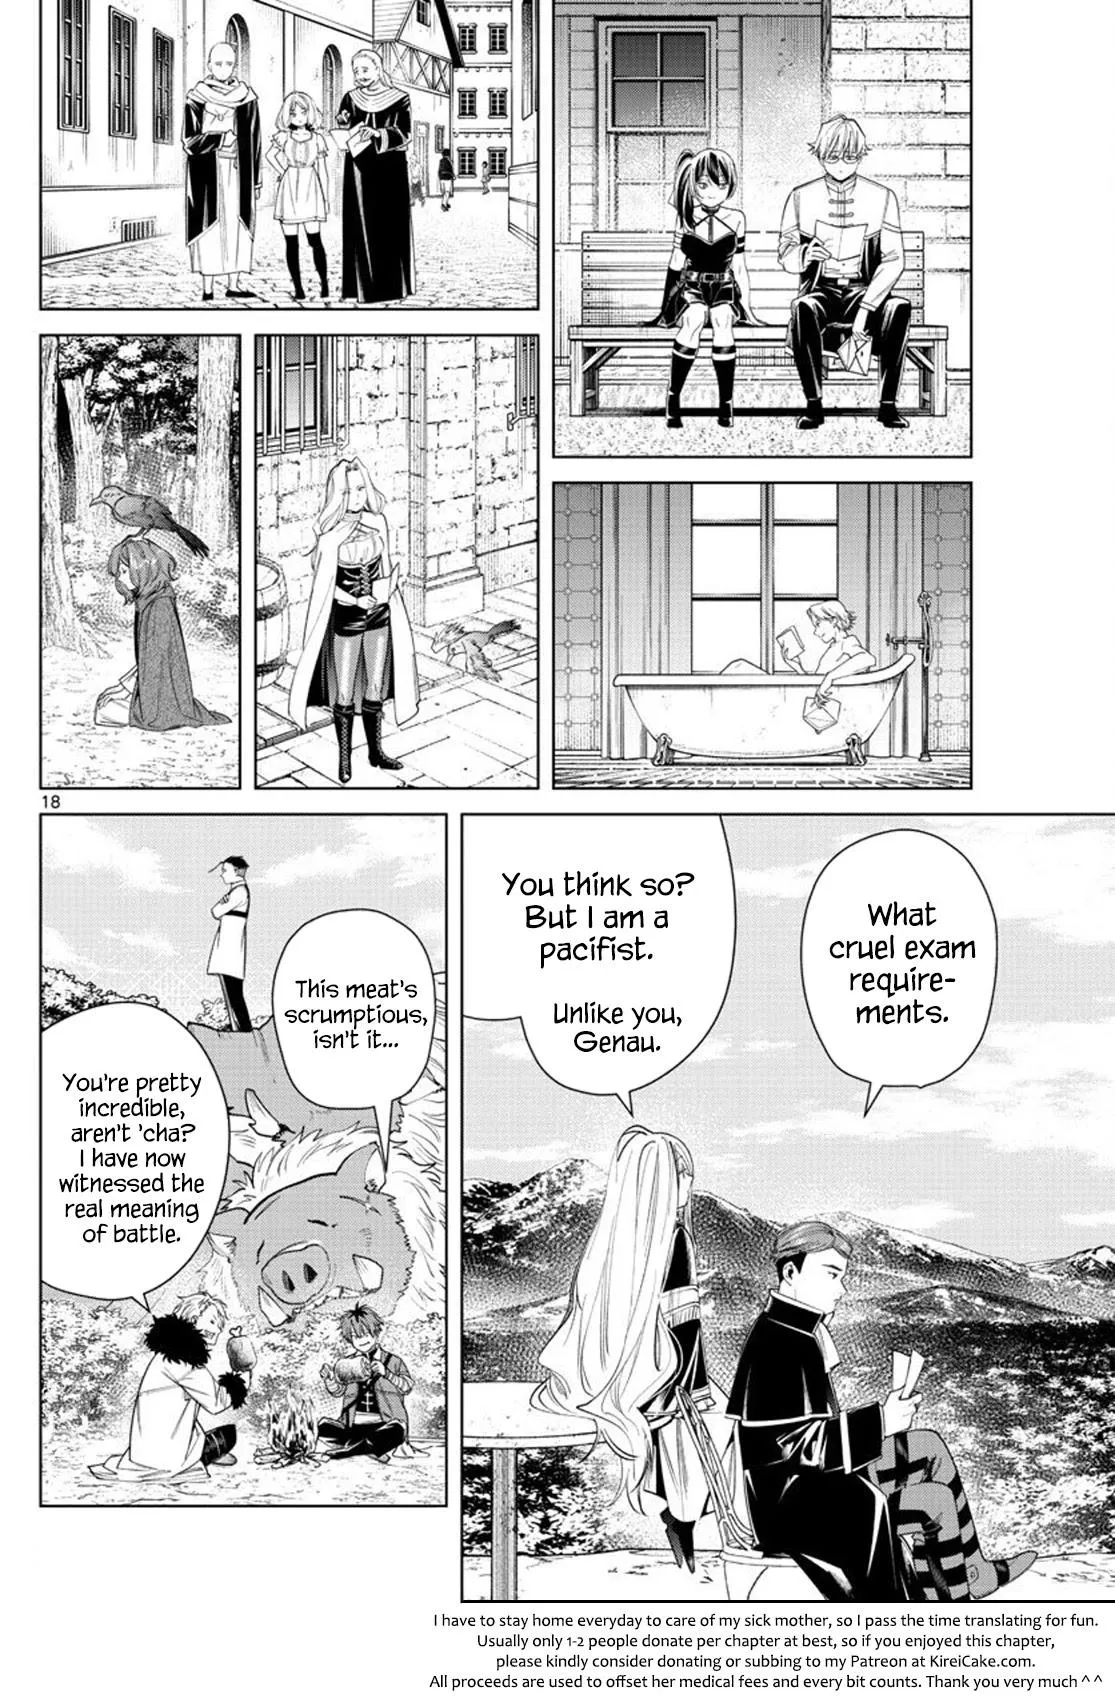 18
What
cruel exam
require-
ments.
You think so?
But I am a
pacifist.
Unlike you,
Genau.
This meat's
scrumptious,
isn't it...
You're pretty
incredible,
aren't 'cha?
I have now
witnessed the
real meaning
of battle.
I have to stay home everyday to care of my sick mother, so I pass the time translating for fun.
Usually only 1-2 people donate per chapter at best, so if you enjoyed this chapter,
please kindly consider donating or subbing to my Patreon at KireiCake.com.
All proceeds are used to offset her medical fees and every bit counts. Thank you very much ^ ^